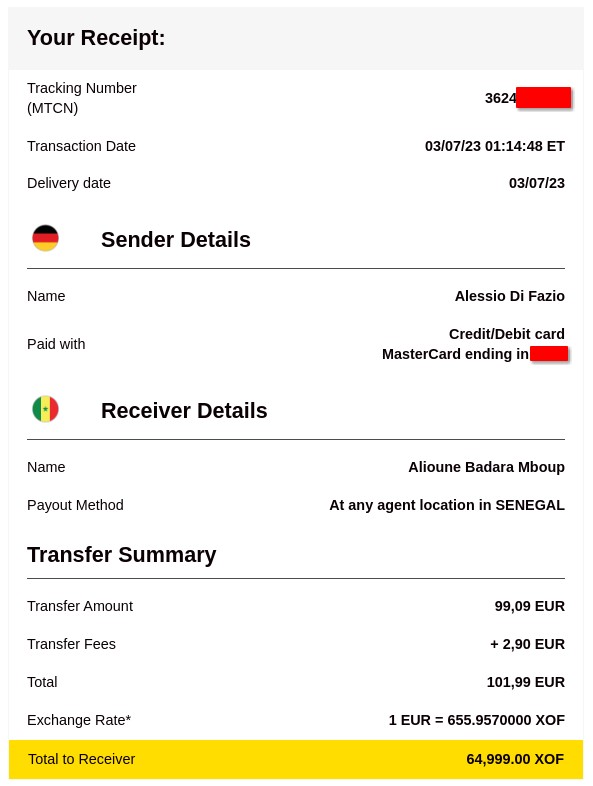 Your Receipt:
Tracking Number
(MTCN)
3624
Transaction Date
03/07/23 01:14:48 ET
Delivery date
03/07/23
Sender Details
Name
Alessio Di Fazio
Paid with
Credit/Debit card
MasterCard ending in
Receiver Details
Name
Alioune Badara Mboup
Payout Method
At any agent location in SENEGAL
Transfer Summary
Transfer Amount
99,09 EUR
Transfer Fees
+ 2,90 EUR
Total
101,99 EUR
Exchange Rate*
1 EUR = 655.9570000 XOF
Total to Receiver
64,999.00 XOF